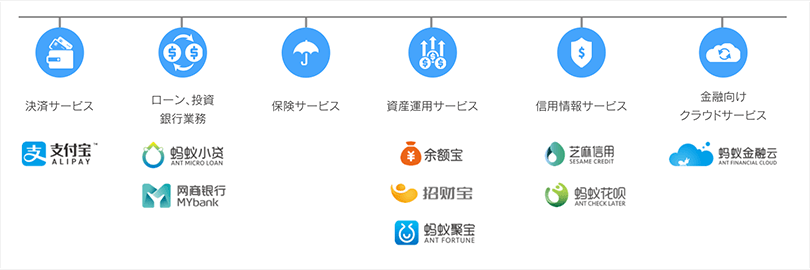 決済サービス
ローン、投資
銀行業務
保険サービス
資産運用サービス
信用情報サービス
金融向け
クラウドサービス
支付宝™
ALIPAY
蚂蚁小贷
ANT MICRO LOAN
网商银行
MYbank
余额宝
招财宝
蚂蚁聚宝
ANT FORTUNE
芝麻信用
SESAME CREDIT
蚂蚁花呗
ANT CHECK LATER
蚂蚁金融云
ANT FINANCIAL CLOUD